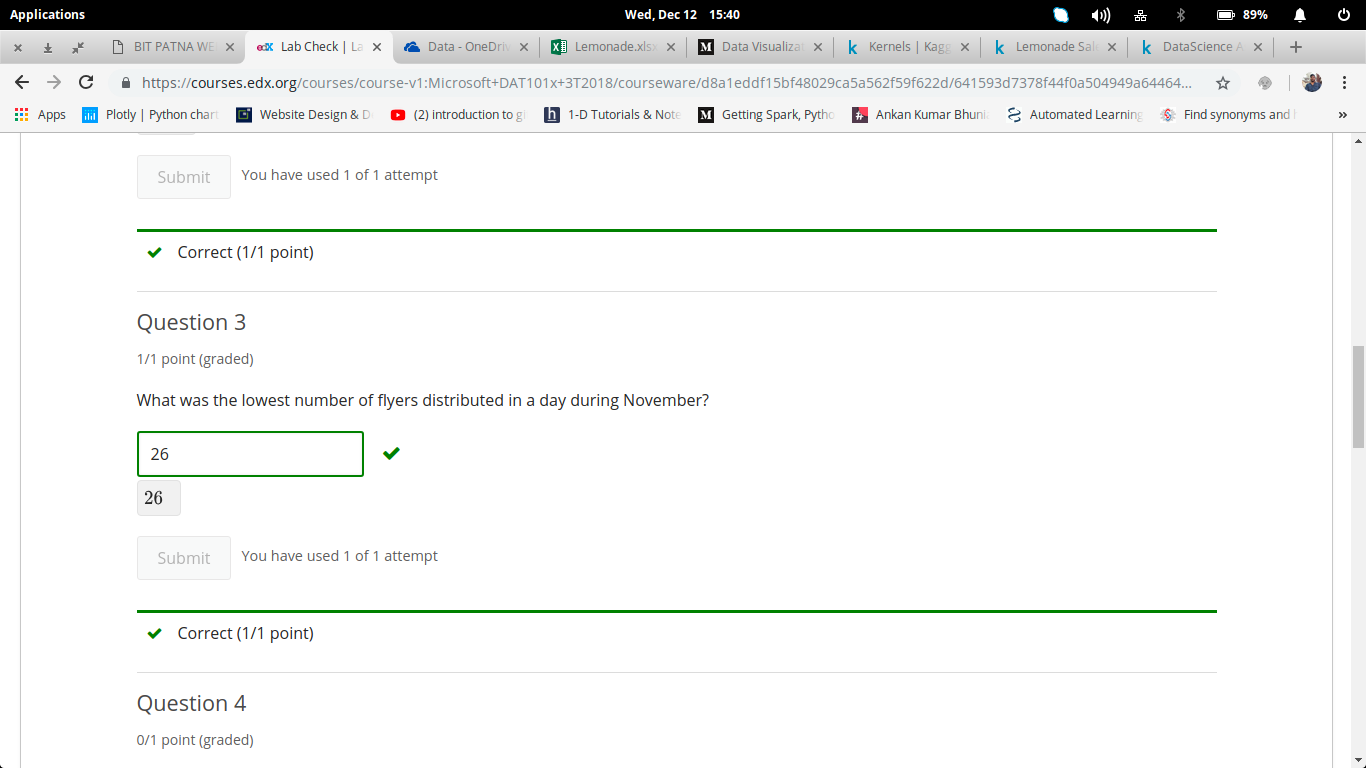 Applications
Wed, Dec 12 15:40
89%
BIT PATNA WE
edX Lab Check | La
Data - OneDriv
Lemonade.xlsx
M Data Visualizat
k Kernels | Kagg
k Lemonade Sal
k DataScience A
https://courses.edx.org/courses/course-v1:Microsoft+DAT101x+3T2018/courseware/d8a1eddf15bf48029ca5a562f59f622d/641593d7378f44f0a504949a64464...
Apps
Plotly | Python chart
Website Design & D
(2) introduction to gi
h 1-D Tutorials & Note
M Getting Spark, Pytho
Ankan Kumar Bhuni
Automated Learning
Find synonyms and
»
Submit You have used 1 of 1 attempt
Correct (1/1 point)
Question 3
1/1 point (graded)
What was the lowest number of flyers distributed in a day during November?
26
26
Submit You have used 1 of 1 attempt
Correct (1/1 point)
Question 4
0/1 point (graded)